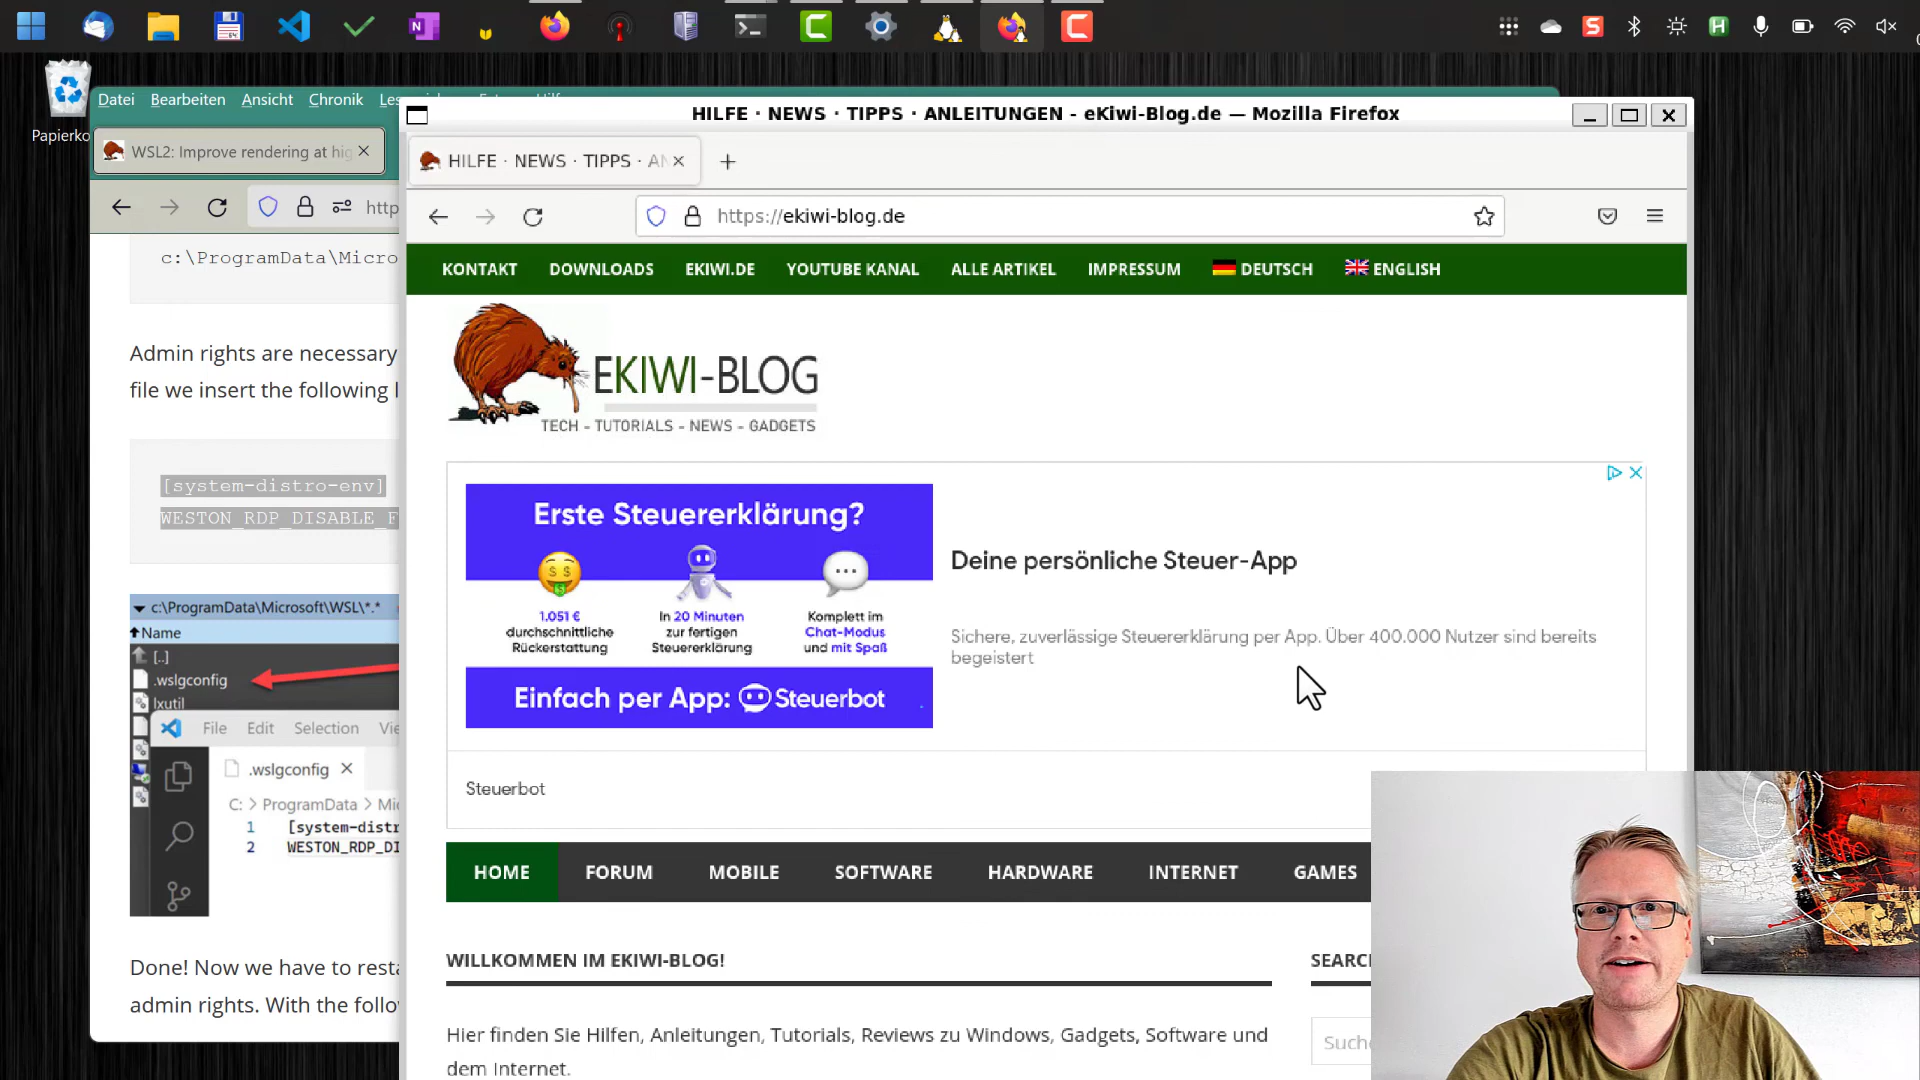 Papierko
Datei Bearbeiten Ansicht Chronik
WSL2: Improve rendering at hig
http
c:\ProgramData\Micro
Admin rights are necessary
file we insert the following l
[system-distro-env]
WESTON_RDP_DISABLE_F
c:\ProgramData\Microsoft\WSL\*.*
Name
[..]
.wslgconfig
lxutil
File Edit Selection Vie
.wslgconfig
C: > ProgramData > Mic
1 [system-distr
2 WESTON_RDP_DI
Done! Now we have to resta
admin rights. With the follo
HILFE · NEWS · TIPPS · ANLEITUNGEN - eKiwi-Blog.de — Mozilla Firefox
HILFE · NEWS · TIPPS · AN
https://ekiwi-blog.de
KONTAKT DOWNLOADS EKIWI.DE YOUTUBE KANAL ALLE ARTIKEL IMPRESSUM DEUTSCH ENGLISH
EKIWI-BLOG
TECH - TUTORIALS - NEWS - GADGETS
Erste Steuererklärung?
1.051 €
durchschnittliche
Rückerstattung
In 20 Minuten
zur fertigen
Steuererklärung
Komplett im
Chat-Modus
und mit Spaß
Einfach per App: Steuerbot
Deine persönliche Steuer-App
Sichere, zuverlässige Steuererklärung per App. Über 400.000 Nutzer sind bereits
begeistert
Steuerbot
HOME FORUM MOBILE SOFTWARE HARDWARE INTERNET GAMES
WILLKOMMEN IM EKIWI-BLOG!
SEARC
Hier finden Sie Hilfen, Anleitungen, Tutorials, Reviews zu Windows, Gadgets, Software und
dem Internet.
Suche